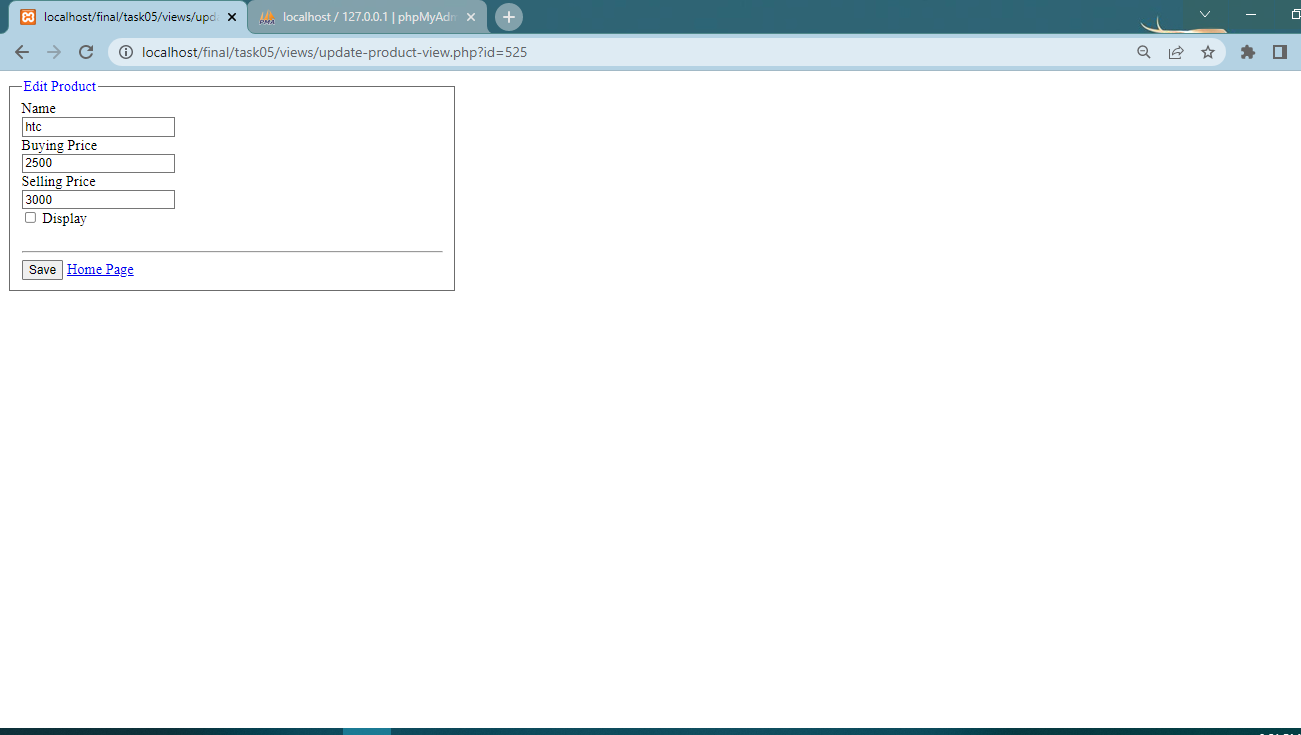 localhost/final/task05/views/upd
localhost / 127.0.0.1 | phpMyAdm
localhost/final/task05/views/update-product-view.php?id=525
Edit Product
Name
htc
Buying Price
2500
Selling Price
3000
Display
Save Home Page